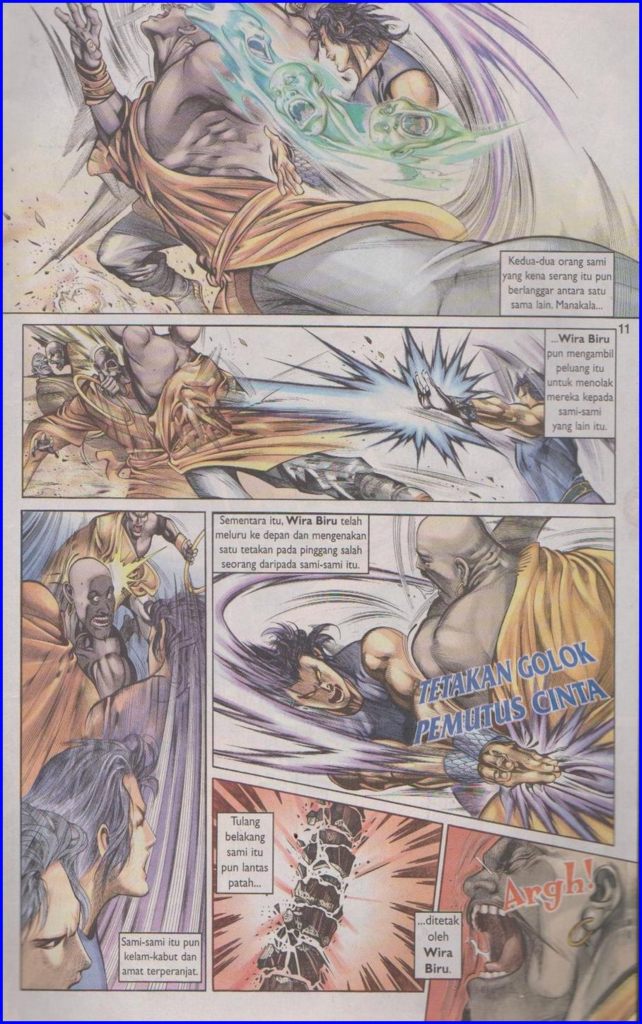 Kedua-dua orang sami
yang kena serang itu pun
berlanggar antara satu
sama lain. Manakala...
11
...Wira Biru
pun mengambil
peluang itu
untuk menolak
mereka kepada
sami-sami
yang lain itu.
Sementara itu, Wira Biru telah
meluru ke depan dan mengenakan
satu tetakan pada pinggang salah
seorang daripada sami-sami itu.
TETAKAN GOLOK
PEMUTUS CINTA
Sami-sami itu pun
kelam-kabut dan
amat terperanjat.
Tulang
belakang
sami itu
pun lantas
patah...
...ditetak
oleh
Wira
Biru.
Argh!